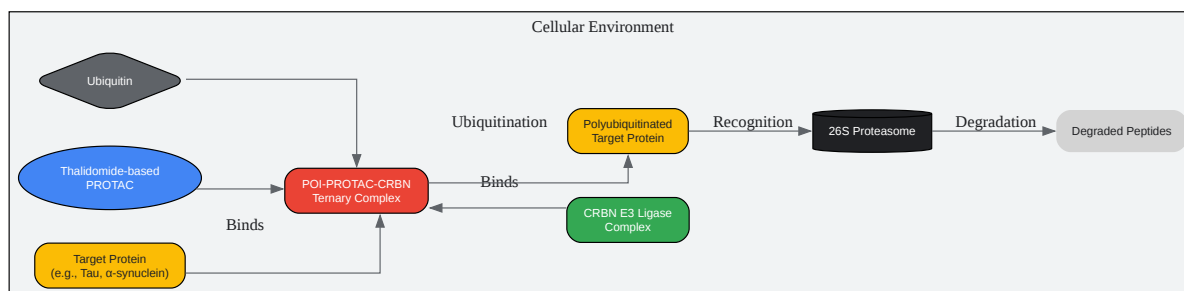 Cellular Environment
Ubiquitin
Thalidomide-based
PROTAC
Binds
Target Protein
(e.g., Tau, α-synuclein)
POI-PROTAC-CRBN
Ternary Complex
Ubiquitination
Binds
Polyubiquitinated
Target Protein
CRBN E3 Ligase
Complex
Recognition
26S Proteasome
Degradation
Degraded Peptides